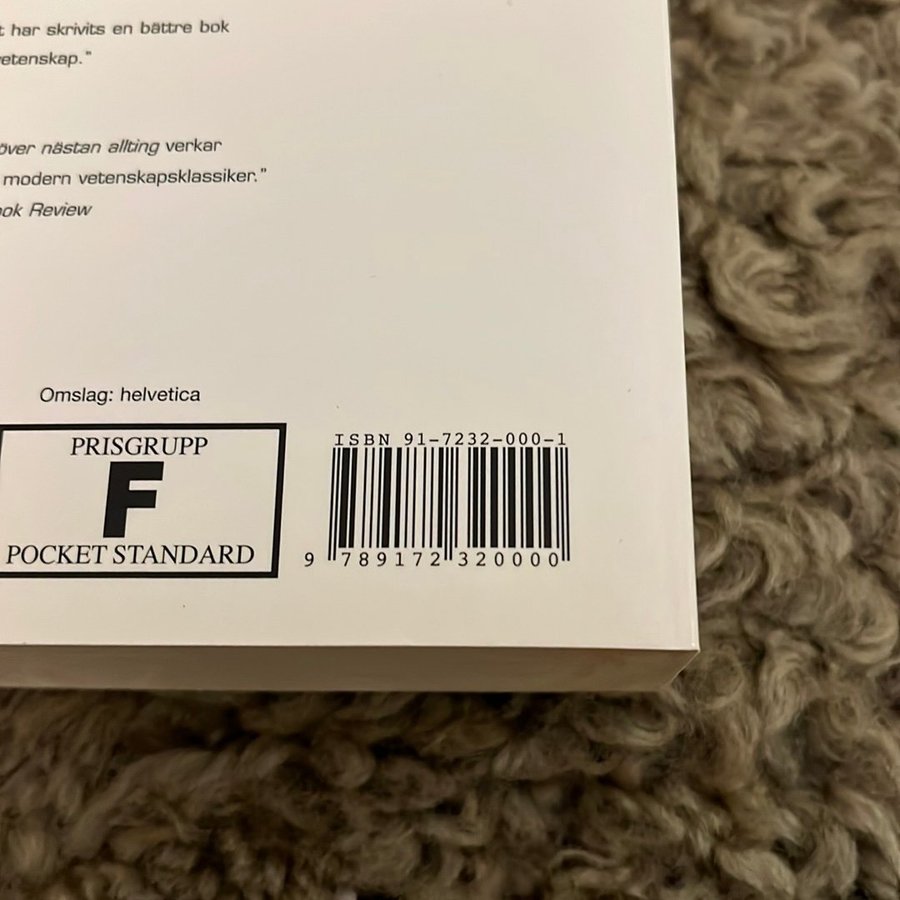 t har skrivits en bättre bok
etenskap."
över nästan allting verkar
modern vetenskapsklassiker."
ok Review
Omslag: helvetica
PRISGRUPP
F
POCKET STANDARD
ISBN 91-7232-000-1
9 789172 320000